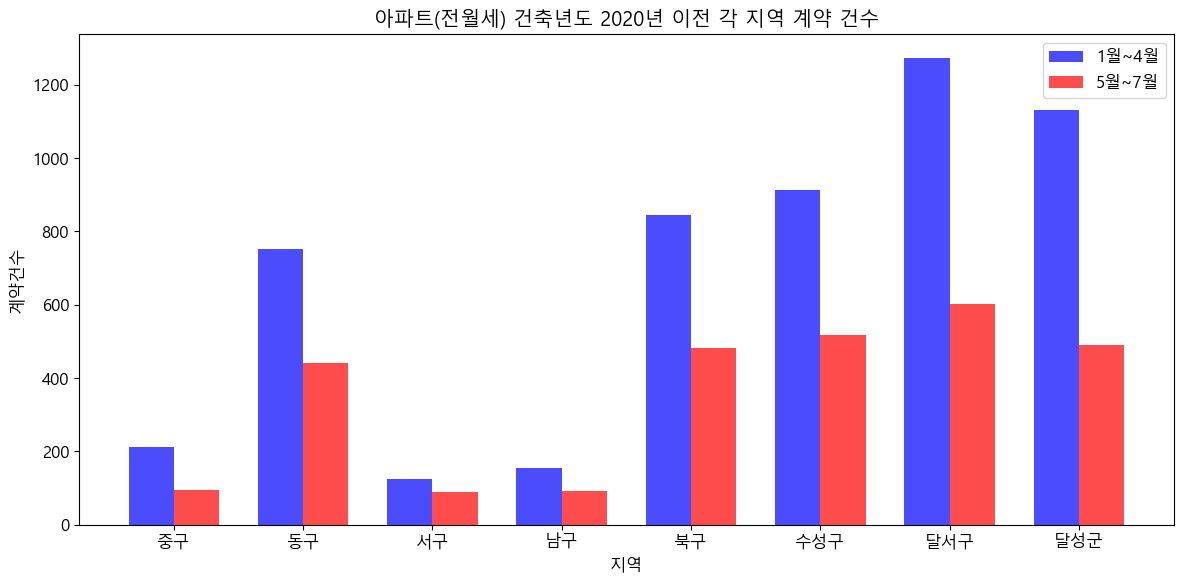 아파트(전월세) 건축년도 2020년 이전 각 지역 계약 건수
1월~4월
5월~7월
계약건수
1200
1000
800
600
400
200
0
중구 동구 서구 남구 북구 수성구 달서구 달성군
지역